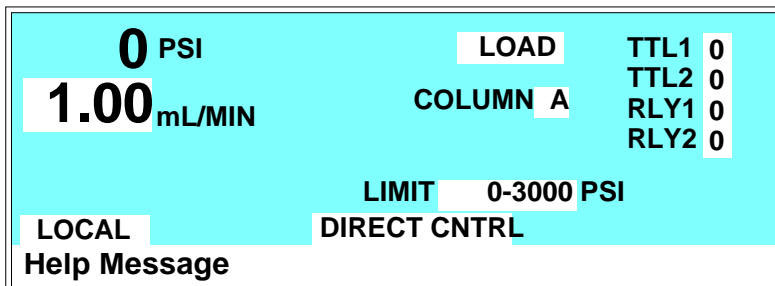 0 PSI LOAD TTL1 0
TTL2 0
1.00 mL/MIN COLUMN A RLY1 0
RLY2 0
LIMIT 0-3000 PSI
LOCAL DIRECT CNTRL
Help Message